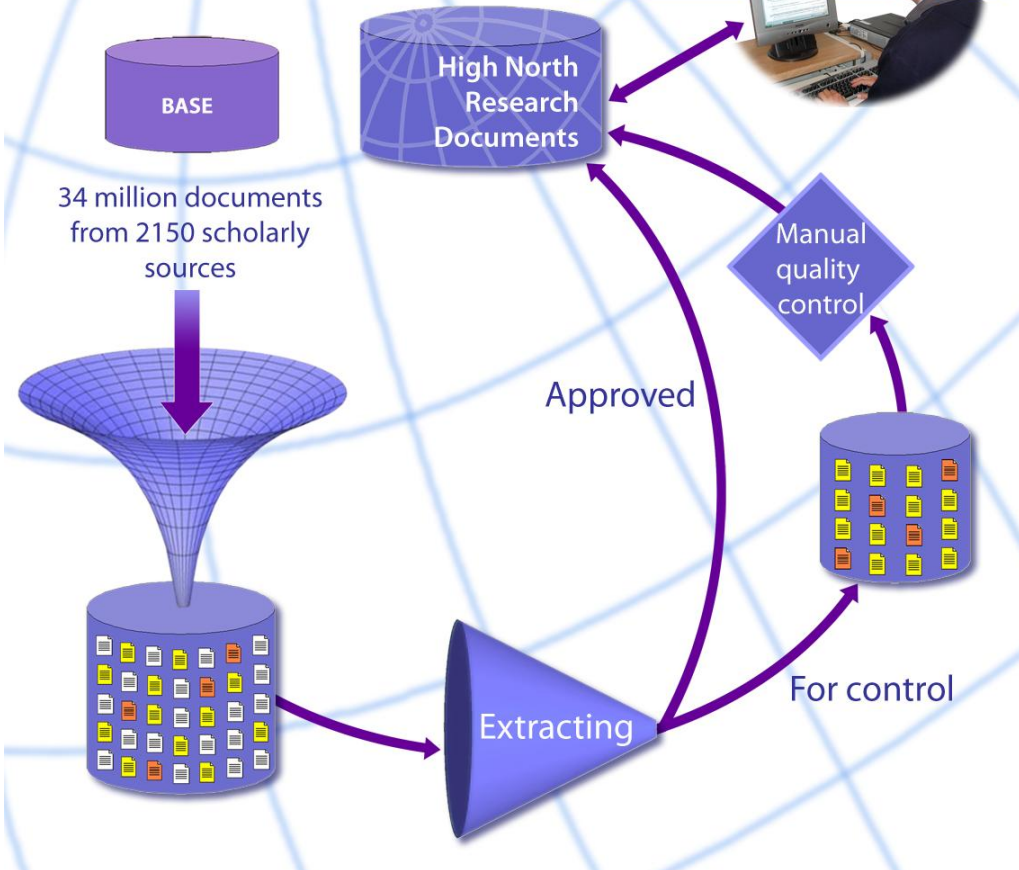 BASE
34 million documents
from 2150 scholarly
sources
High North
Research
Documents
Manual
quality
control
Approved
For control
Extracting